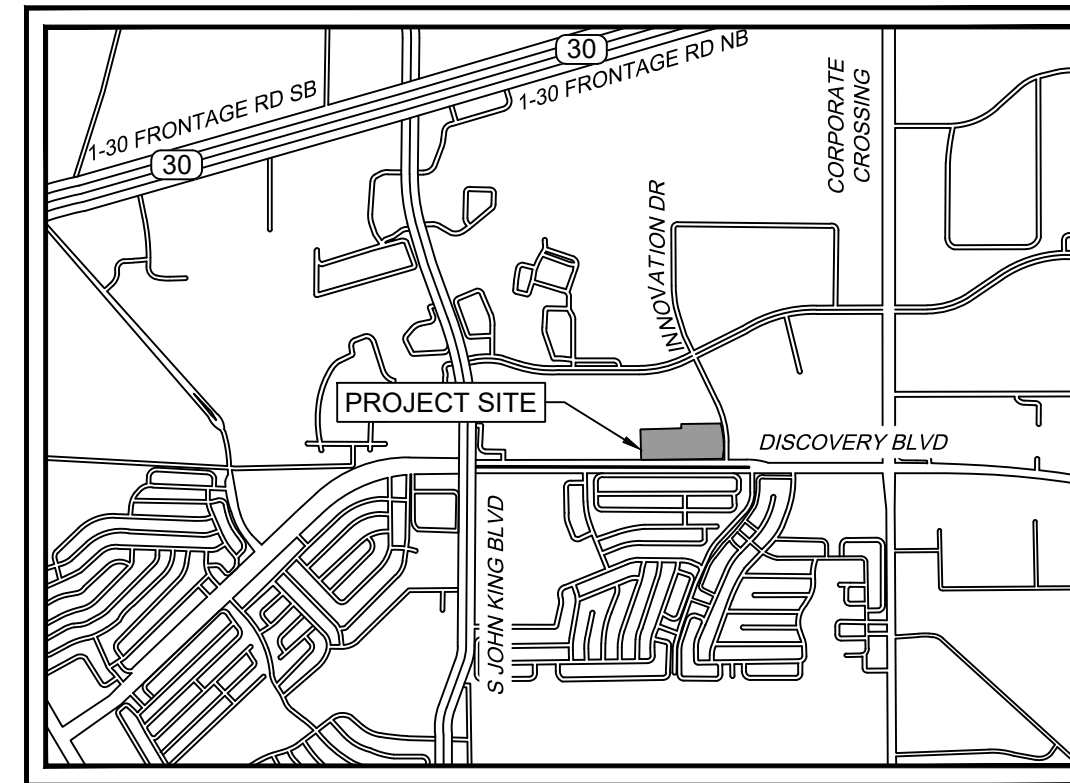 30
1-30 FRONTAGE RD NB
1-30 FRONTAGE RD SB
30
CORPORATE
CROSSING
INNOVATION DR
PROJECT SITE
DISCOVERY BLVD
S JOHN KING BLVD